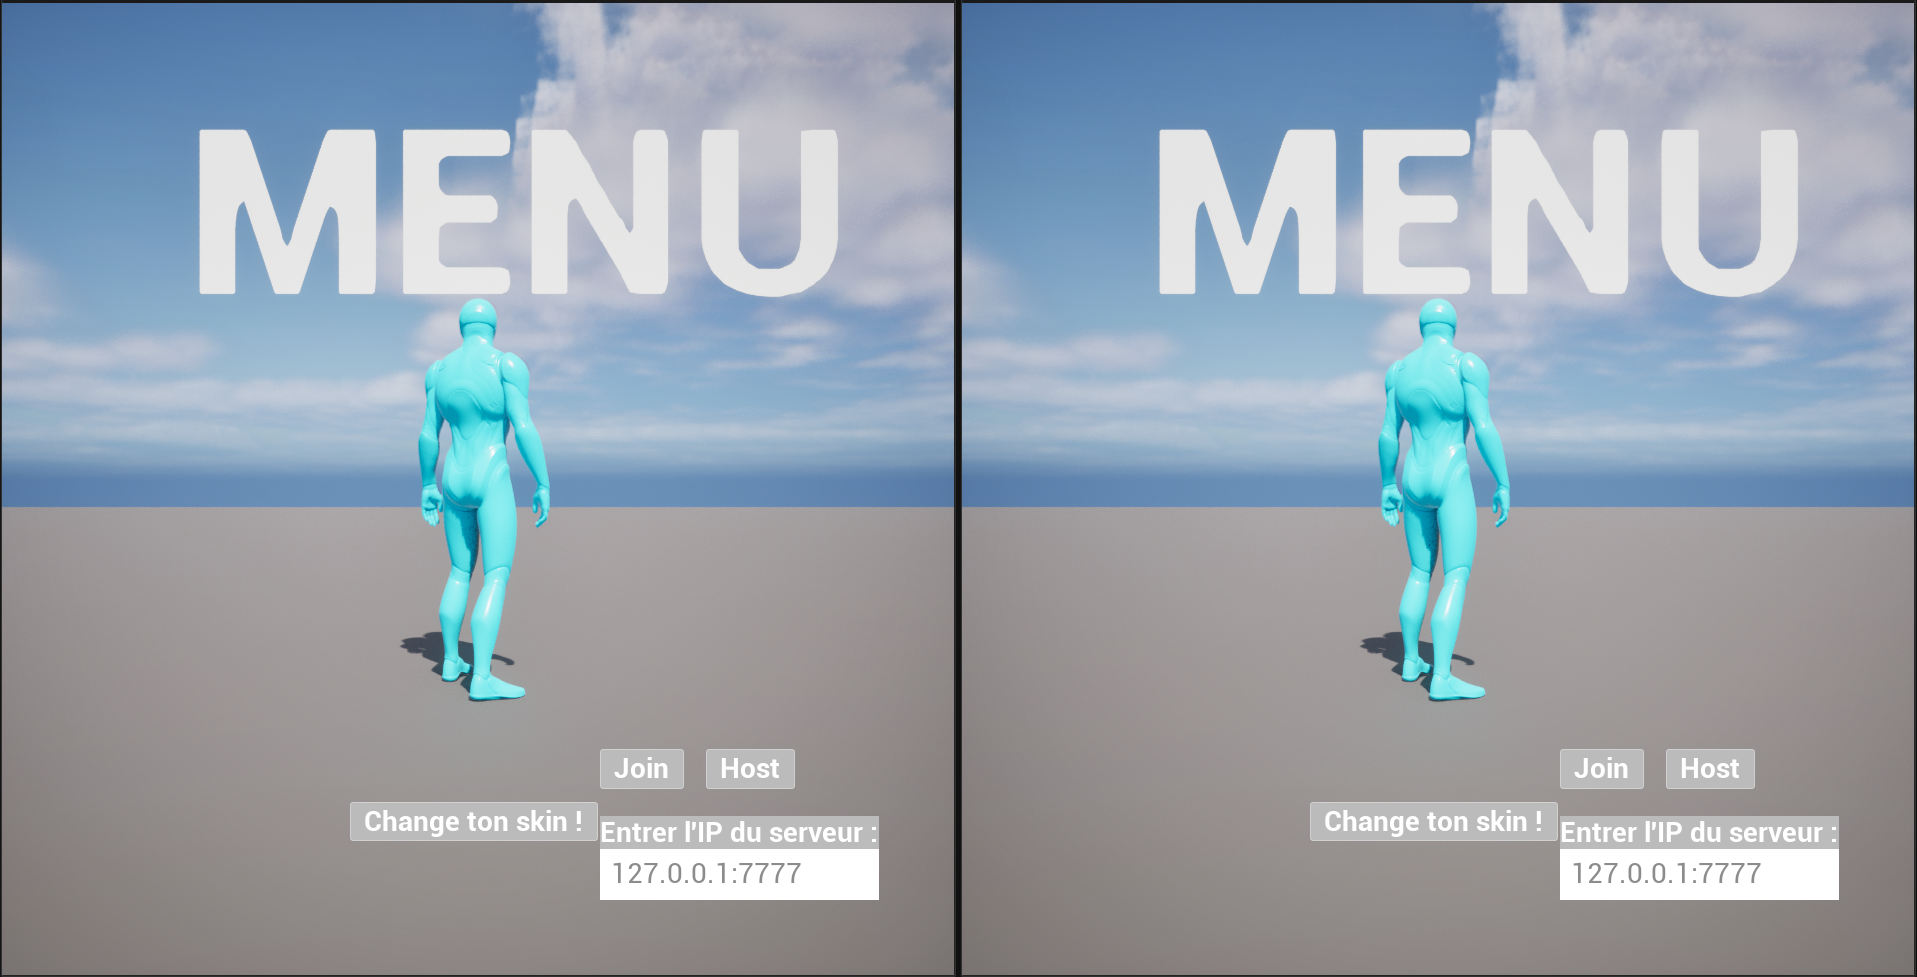 MENU
Join
Host
Change ton skin !
Entrer l'IP du serveur :
127.0.0.1:7777
MENU
Join
Host
Change ton skin !
Entrer l'IP du serveur :
127.0.0.1:7777